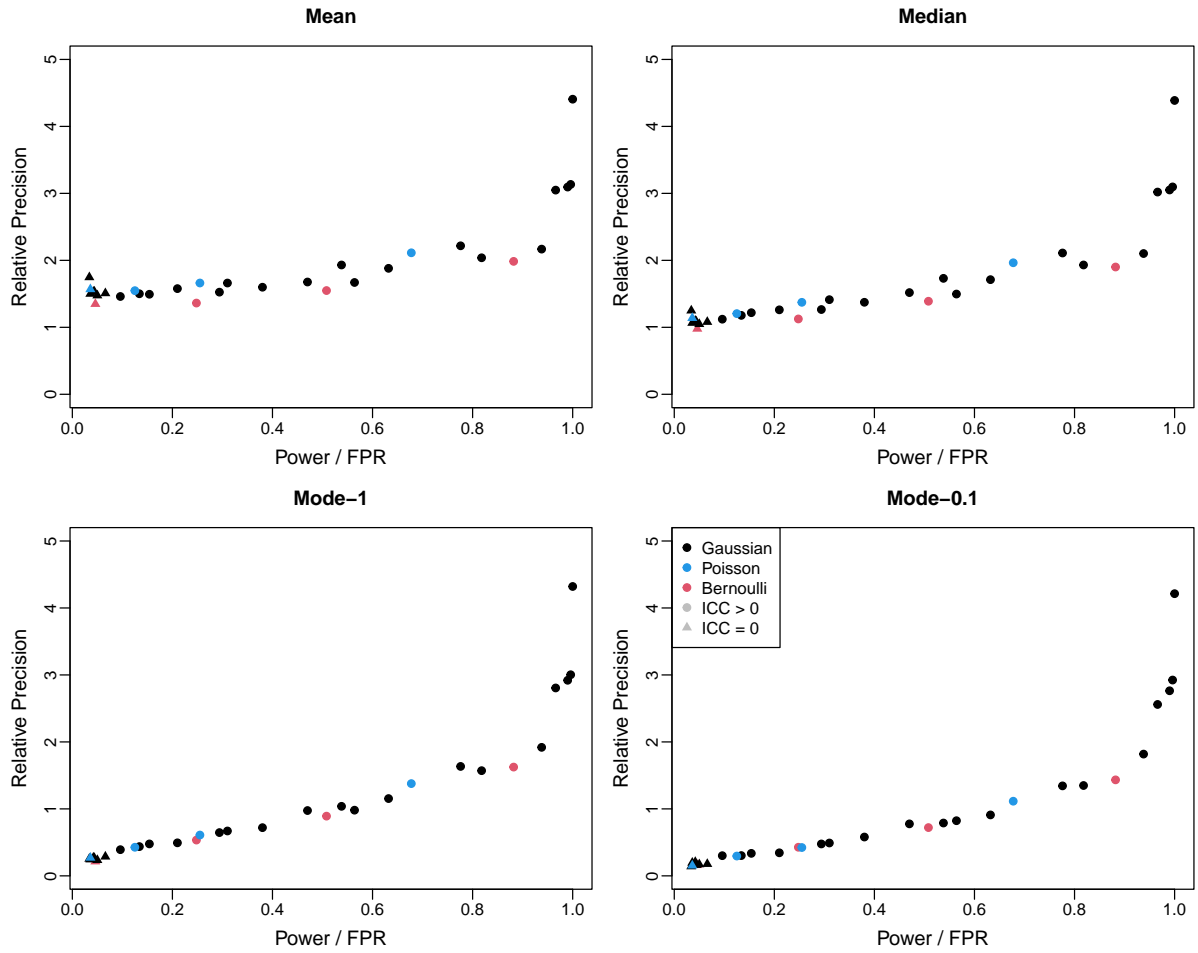 Mean
Relative Precision
5
4
3
2
1
0
0.0 0.2 0.4 0.6 0.8 1.0
Power / FPR
Median
Relative Precision
5
4
3
2
1
0
0.0 0.2 0.4 0.6 0.8 1.0
Power / FPR
Mode−1
Relative Precision
5
4
3
2
1
0
0.0 0.2 0.4 0.6 0.8 1.0
Power / FPR
Mode−0.1
Relative Precision
5
4
3
2
1
0
Gaussian
Poisson
Bernoulli
ICC > 0
ICC = 0
0.0 0.2 0.4 0.6 0.8 1.0
Power / FPR